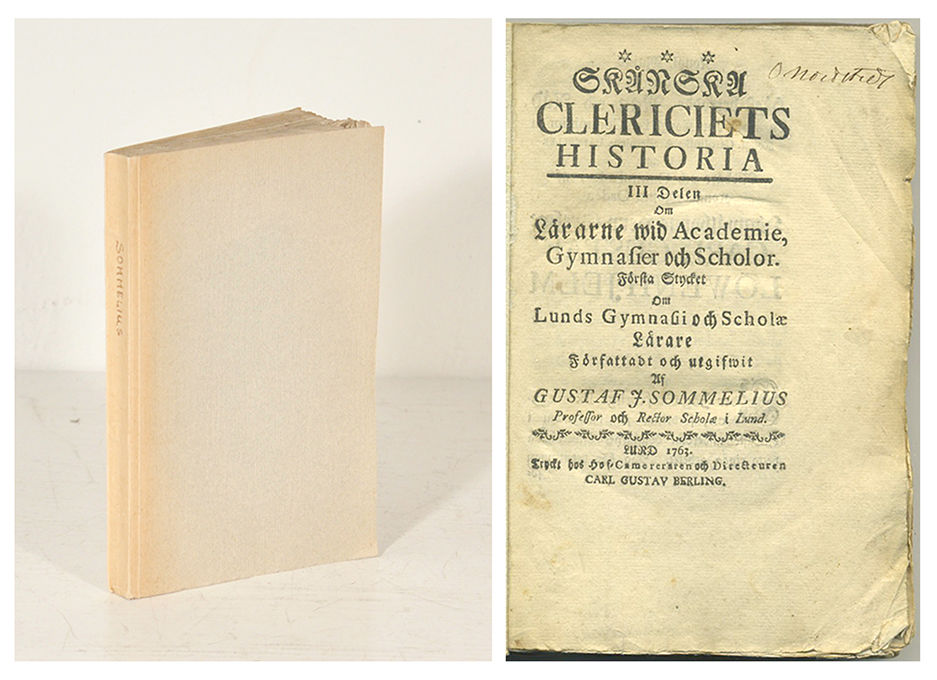 SOMMELIUS
SKÅNSKA
CLERICIETS
HISTORIA
III Delen
Om
Lärarne wid Academie,
Gymnaſier och Scholor.
Förſta Stycket
Om
Lunds Gymnaſii och Scholæ
Lärare
Författadt och utgifwit
Af
GUSTAF J. SOMMELIUS
Profeſſor och Rector Scholæ i Lund.
LUND 1763.
Tryckt hos Hof-Camereraren och Directeuren
CARL GUSTAV BERLING.